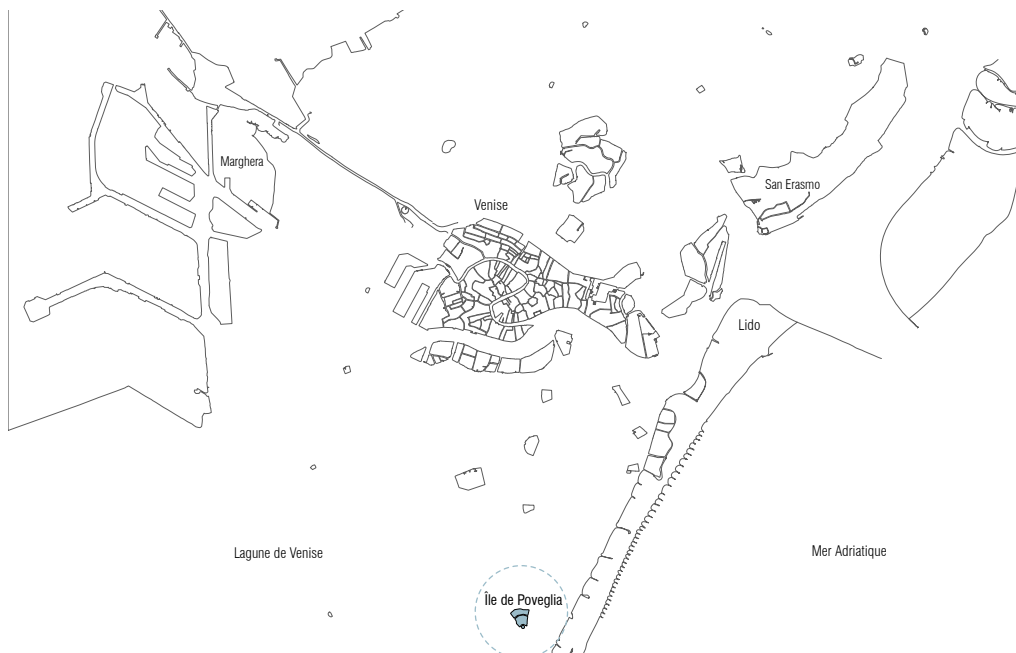 Marghera
San Erasmo
Venise
Lido
Lagune de Venise
Mer Adriatique
Île de Poveglia